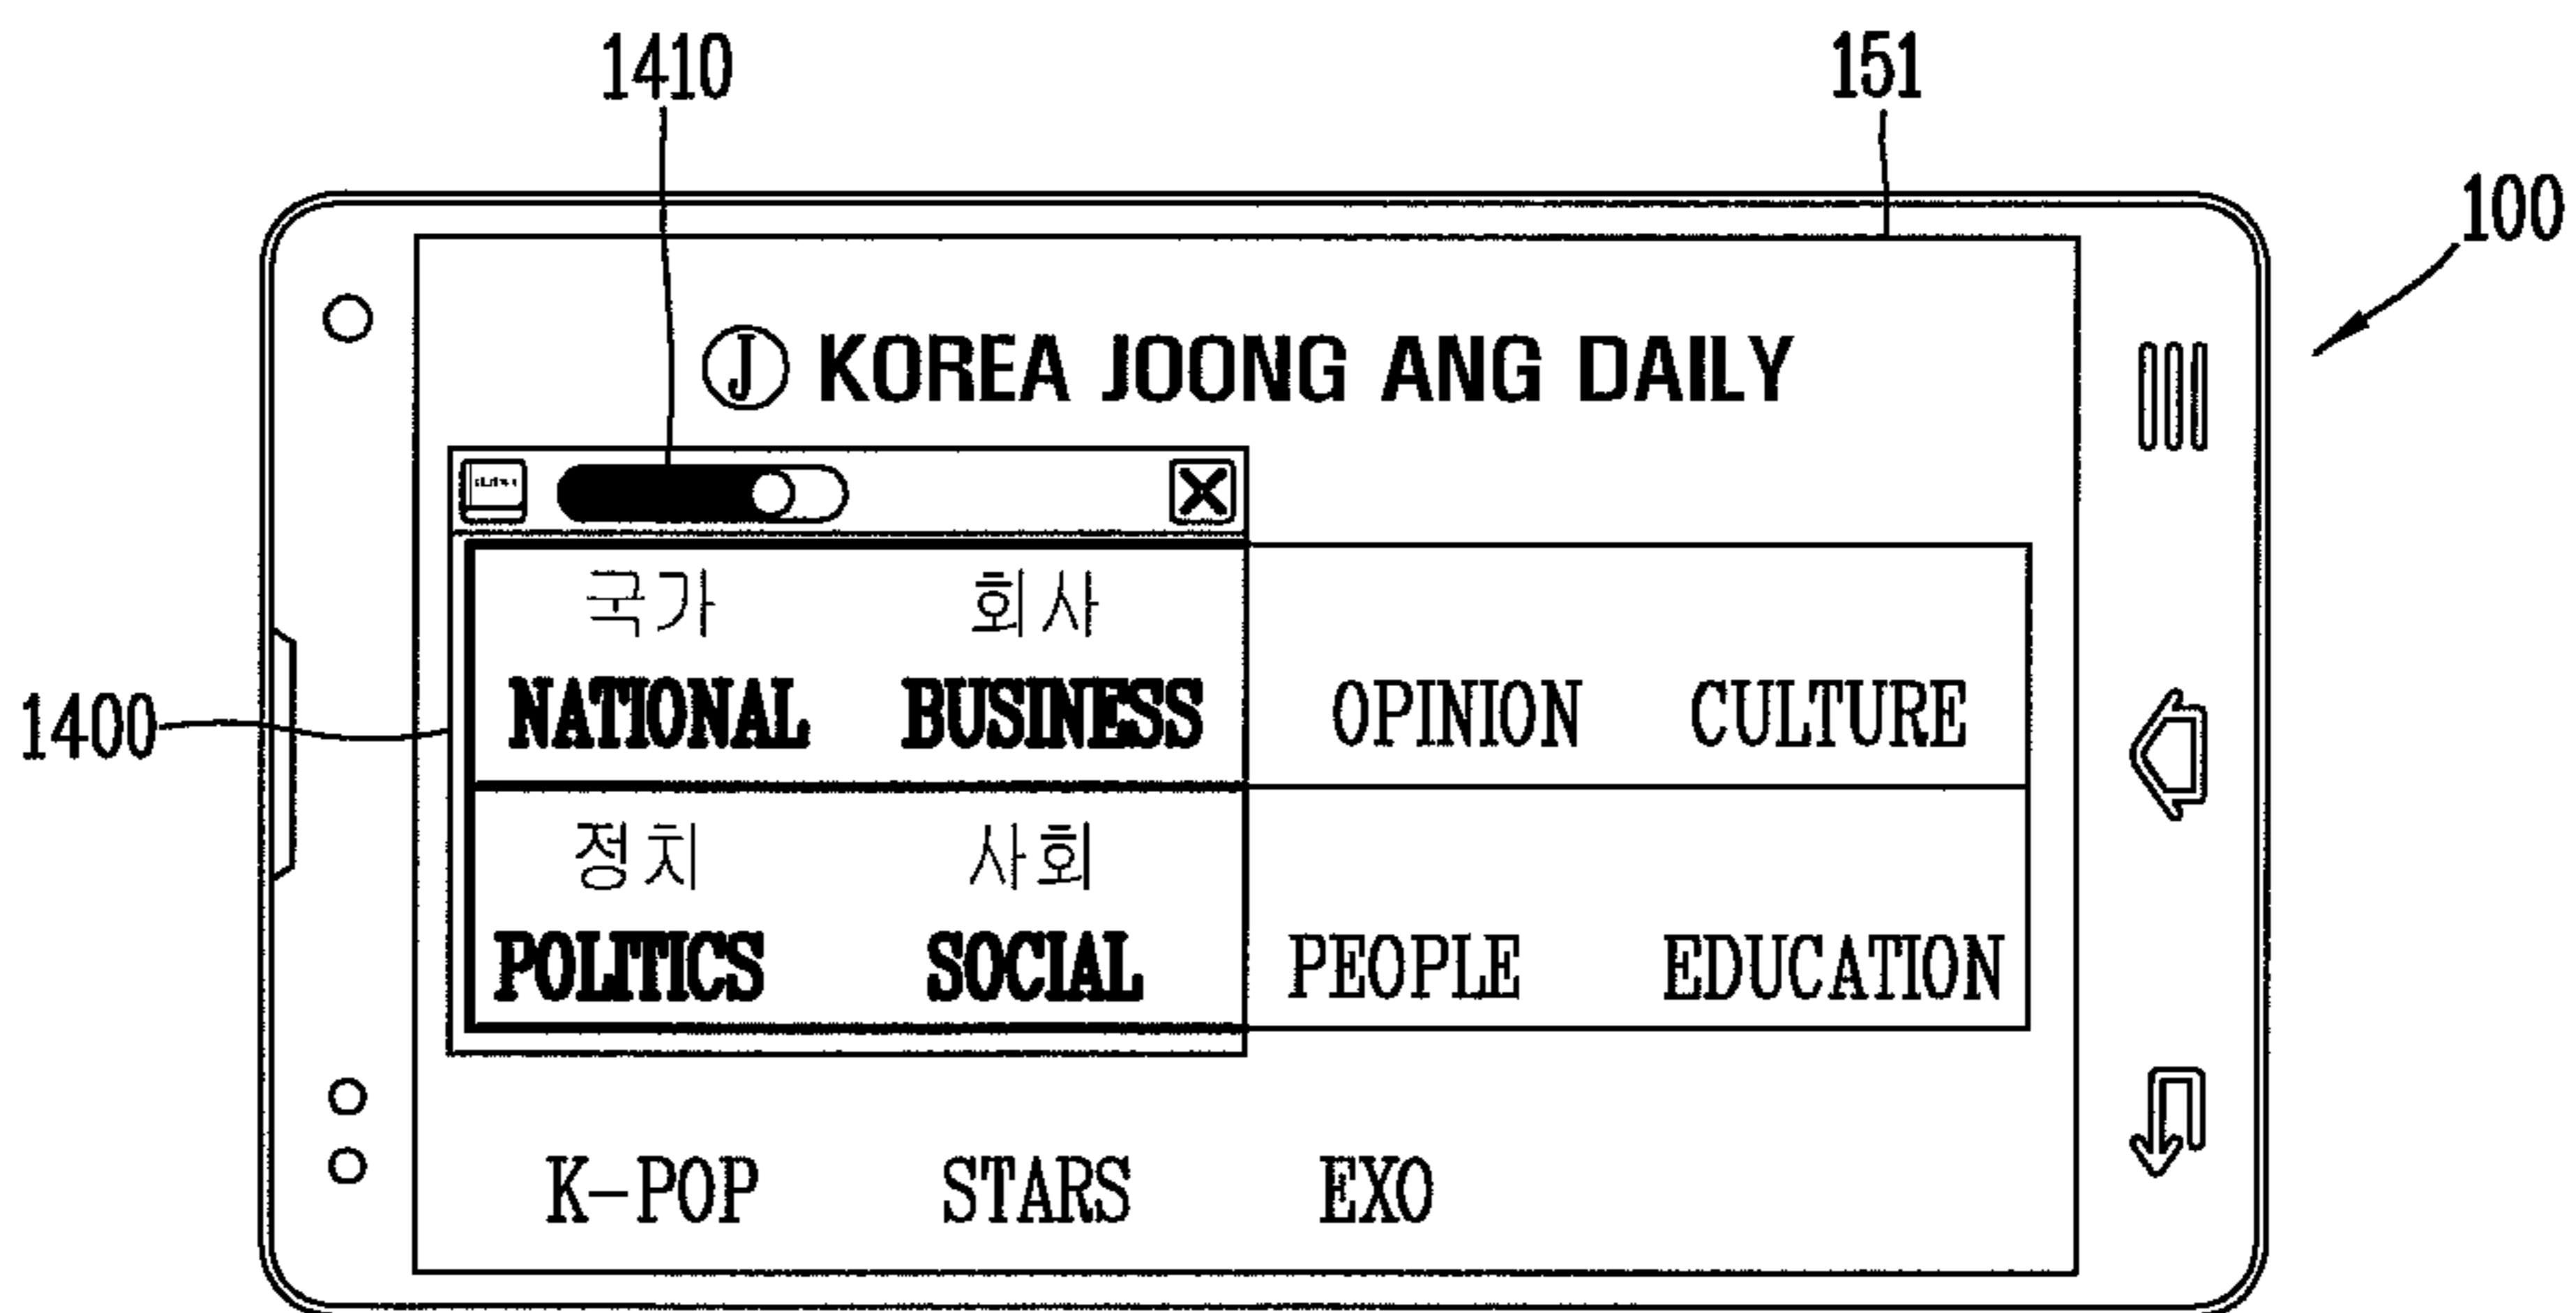 1410 151
100
J KOREA JOONG ANG DAILY
국가 회사
NATIONAL BUSINESS OPINION CULTURE
1400
정치 사회
POLITICS SOCIAL PEOPLE EDUCATION
K-POP STARS EXO